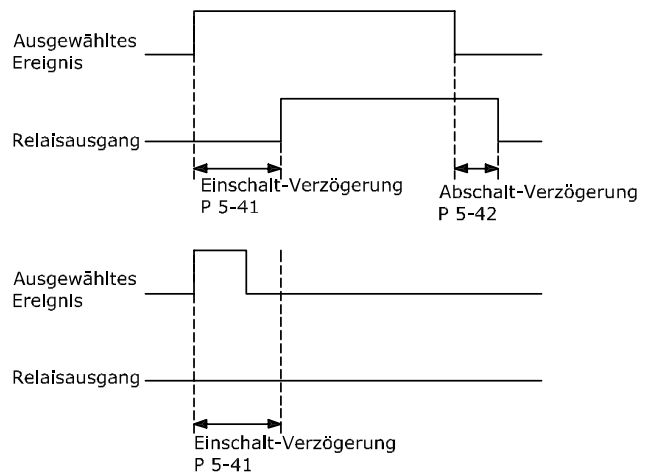 Ausgewähltes
Ereignis
Relaisausgang
Einschalt-Verzögerung
P 5-41
Abschalt-Verzögerung
P 5-42
Ausgewähltes
Ereignis
Relaisausgang
Einschalt-Verzögerung
P 5-41